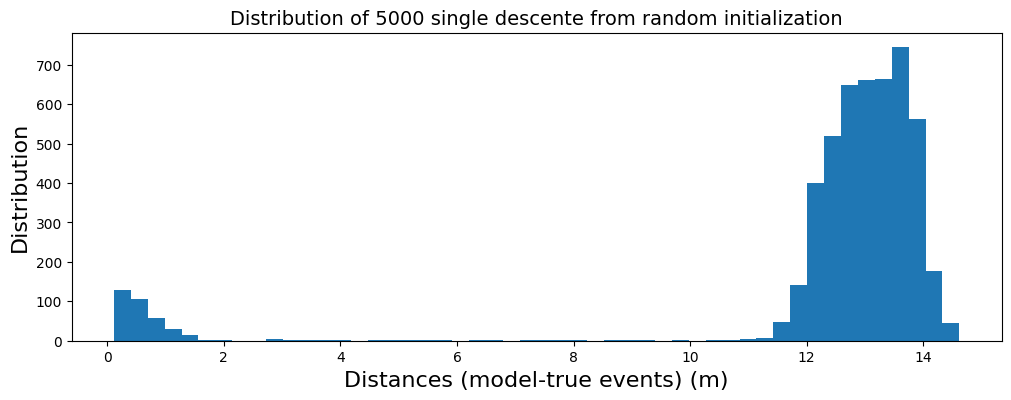 Distribution of 5000 single descente from random initialization
Distribution
700
600
500
400
300
200
100
0
0 2 4 6 8 10 12 14
Distances (model-true events) (m)